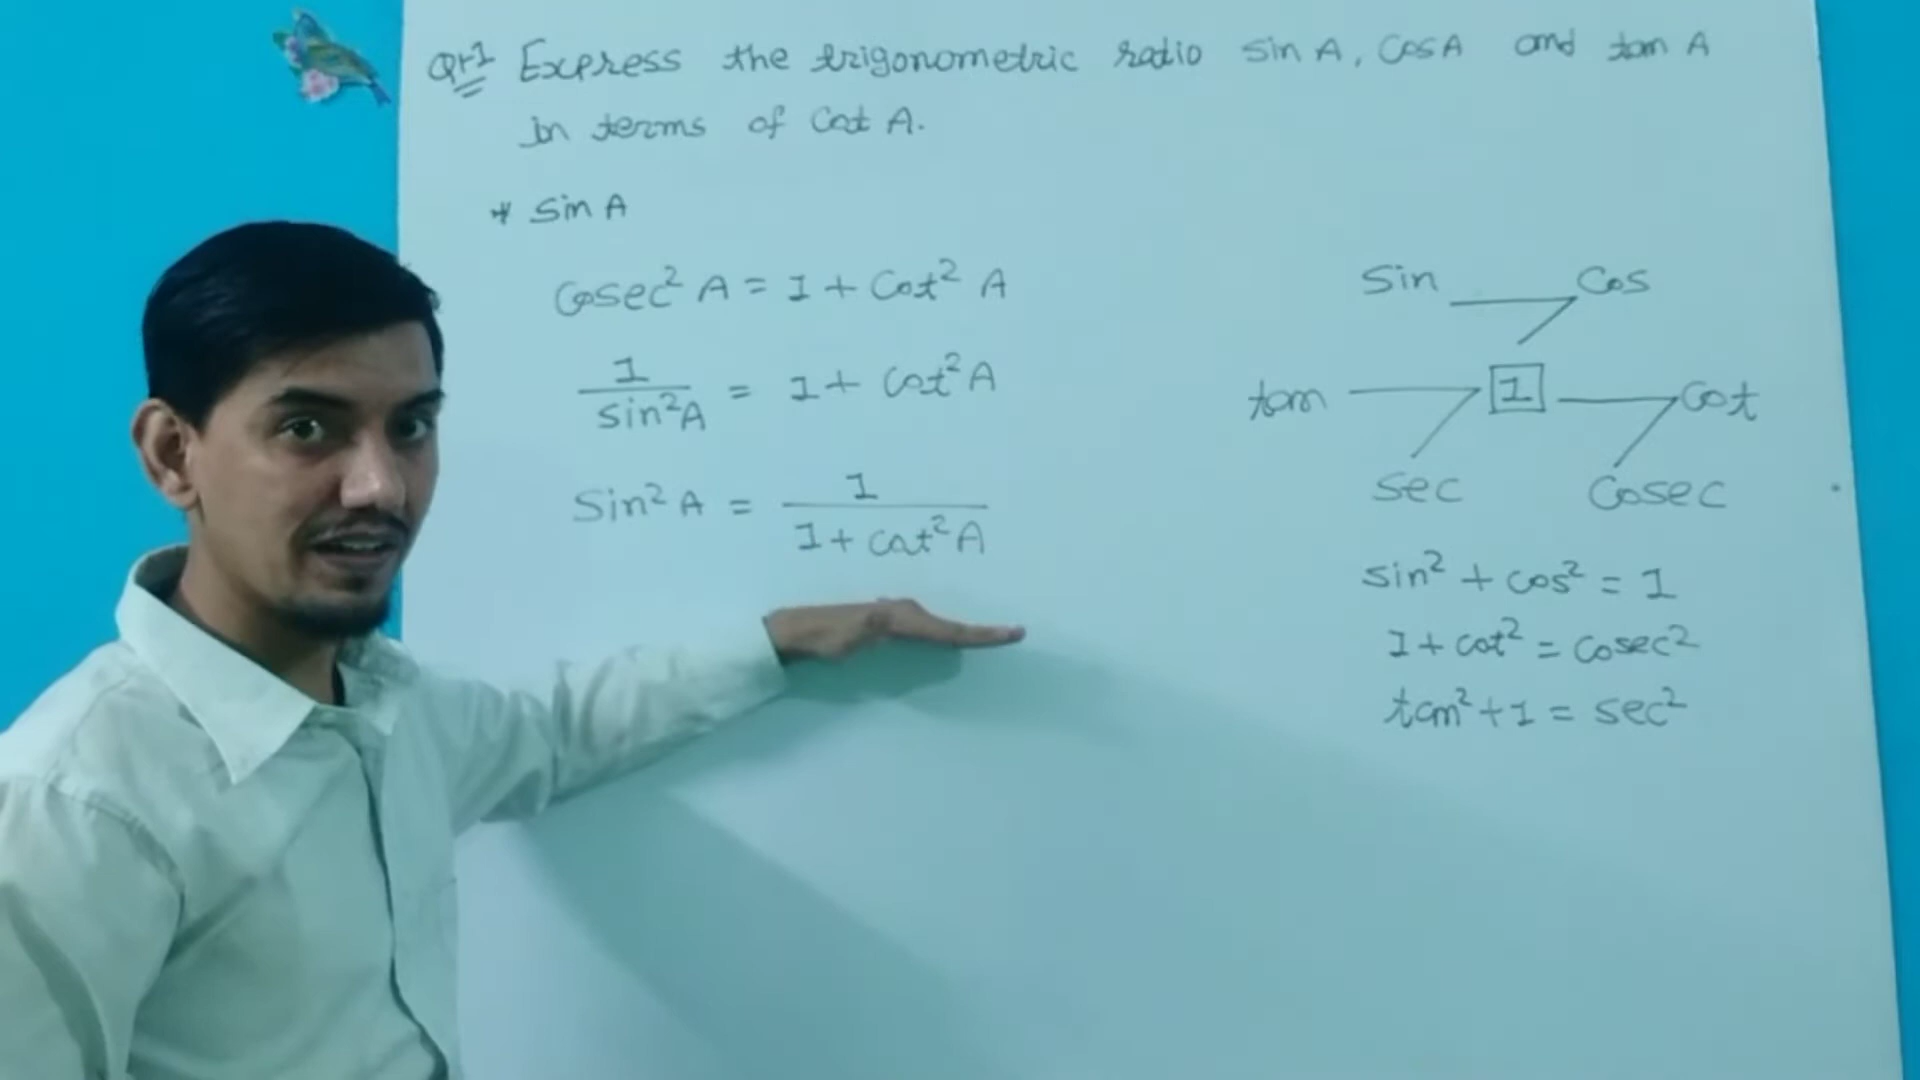 Qr1 Express the trigonometric ratio sin A, Cos A and tan A
in terms of Cot A.
* Sin A
Cosec² A = 1 + Cot² A
1/sin²A = 1 + Cot²A
Sin² A = 1/(1 + cot²A)
Sin Cos
tan 1 Cot
Sec Cosec
sin² + cos² = 1
1 + cot² = cosec²
tan² + 1 = sec²